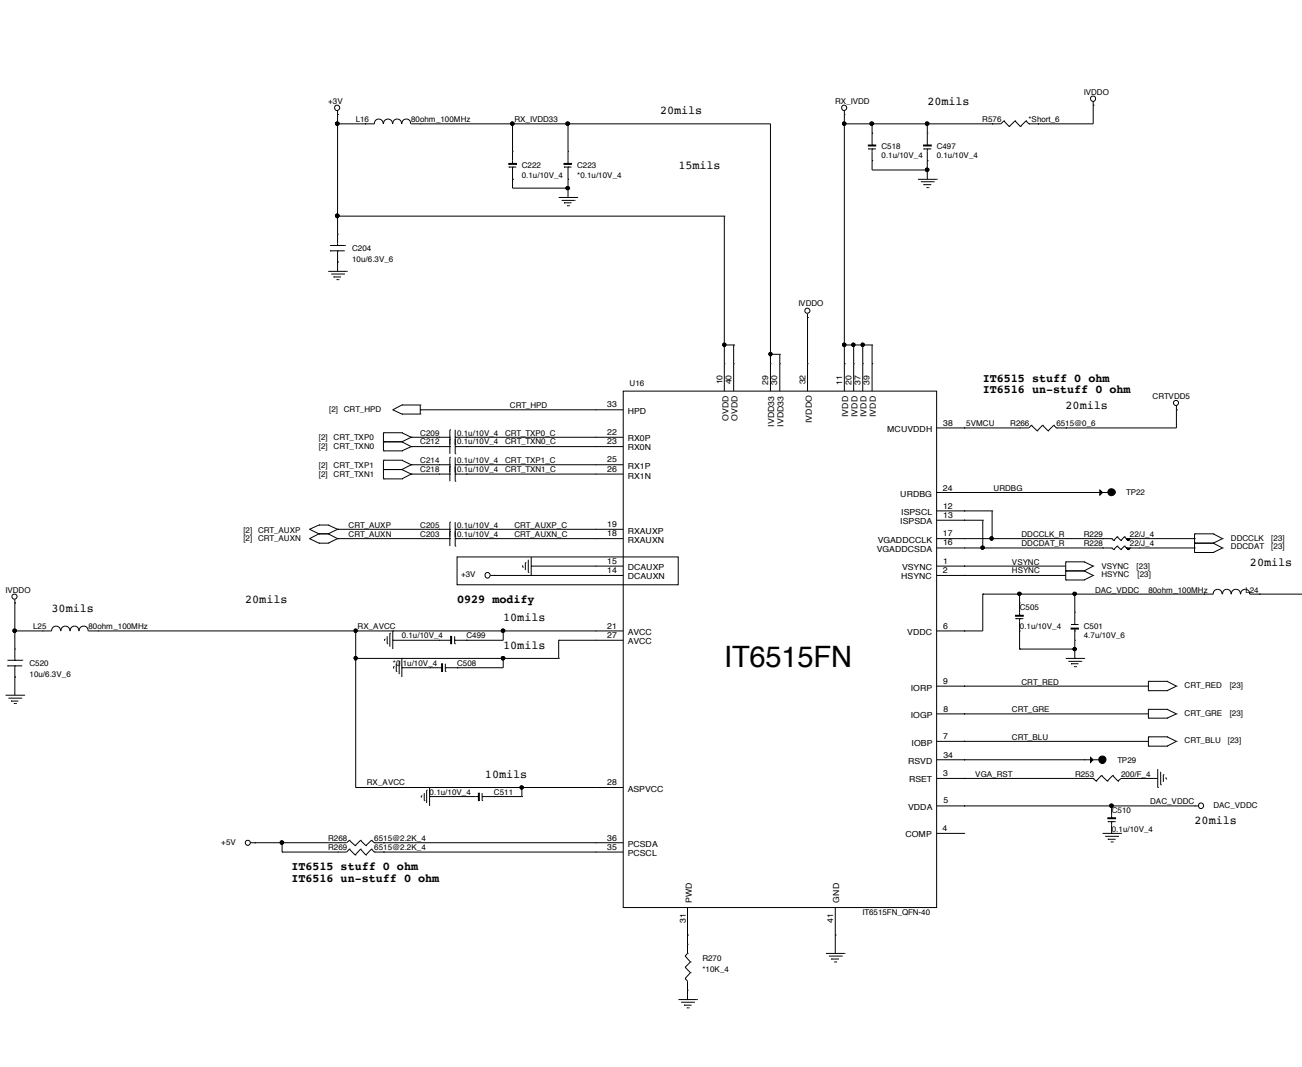 +3V
L16 80ohm_100MHz RX_IVDD33 20mils
C222 0.1u/10V_4
C223 *0.1u/10V_4
15mils
C204
10u/6.3V_6
RX_IVDD 20mils IVDDO
R576 *Short_6
C518 0.1u/10V_4
C497 0.1u/10V_4
IVDDO
U16
10 40 29 30 32 11 20 37 39
OVDD OVDD IVDD33 IVDD33 IVDDO IVDD IVDD IVDD IVDD
IT6515 stuff 0 ohm
IT6516 un-stuff 0 ohm
20mils CRTVDD5
MCUVDDH 38 5VMCU R266 6515@0_6
[2] CRT_HPD CRT_HPD 33 HPD
[2] CRT_TXP0 C209 0.1u/10V_4 CRT_TXP0_C 22 RX0P
[2] CRT_TXN0 C212 0.1u/10V_4 CRT_TXN0_C 23 RX0N
[2] CRT_TXP1 C214 0.1u/10V_4 CRT_TXP1_C 25 RX1P
[2] CRT_TXN1 C218 0.1u/10V_4 CRT_TXN1_C 26 RX1N
[2] CRT_AUXP CRT_AUXP C205 0.1u/10V_4 CRT_AUXP_C 19 RXAUXP
[2] CRT_AUXN CRT_AUXN C203 0.1u/10V_4 CRT_AUXN_C 18 RXAUXN
15 DCAUXP
+3V 14 DCAUXN
0929 modify
URDBG 24 URDBG TP22
ISPSCL 12
ISPSDA 13
VGADDCCLK 17 DDCCLK_R R229 22/J_4 DDCCLK [23]
VGADDCSDA 16 DDCDAT_R R228 22/J_4 DDCDAT [23]
20mils
VSYNC 1 VSYNC VSYNC [23]
HSYNC 2 HSYNC HSYNC [23]
DAC_VDDC 80ohm_100MHz L24
C505
0.1u/10V_4
C501
4.7u/10V_6
VDDC 6
IVDDO
30mils 20mils
L25 80ohm_100MHz
C520
10u/6.3V_6
RX_AVCC 10mils 21 AVCC
0.1u/10V_4 C499
10mils 27 AVCC
*0.1u/10V_4 C508
IT6515FN
IORP 9 CRT_RED CRT_RED [23]
IOGP 8 CRT_GRE CRT_GRE [23]
IOBP 7 CRT_BLU CRT_BLU [23]
RSVD 34 TP29
RSET 3 VGA_RST R253 200/F_4
VDDA 5 DAC_VDDC DAC_VDDC
20mils
C510
0.1u/10V_4
COMP 4
RX_AVCC 10mils 28 ASPVCC
0.1u/10V_4 C511
+5V R268 6515@2.2K_4 36 PCSDA
R269 6515@2.2K_4 35 PCSCL
IT6515 stuff 0 ohm
IT6516 un-stuff 0 ohm
PWD GND
31 41
IT6515FN_QFN-40
R270
*10K_4